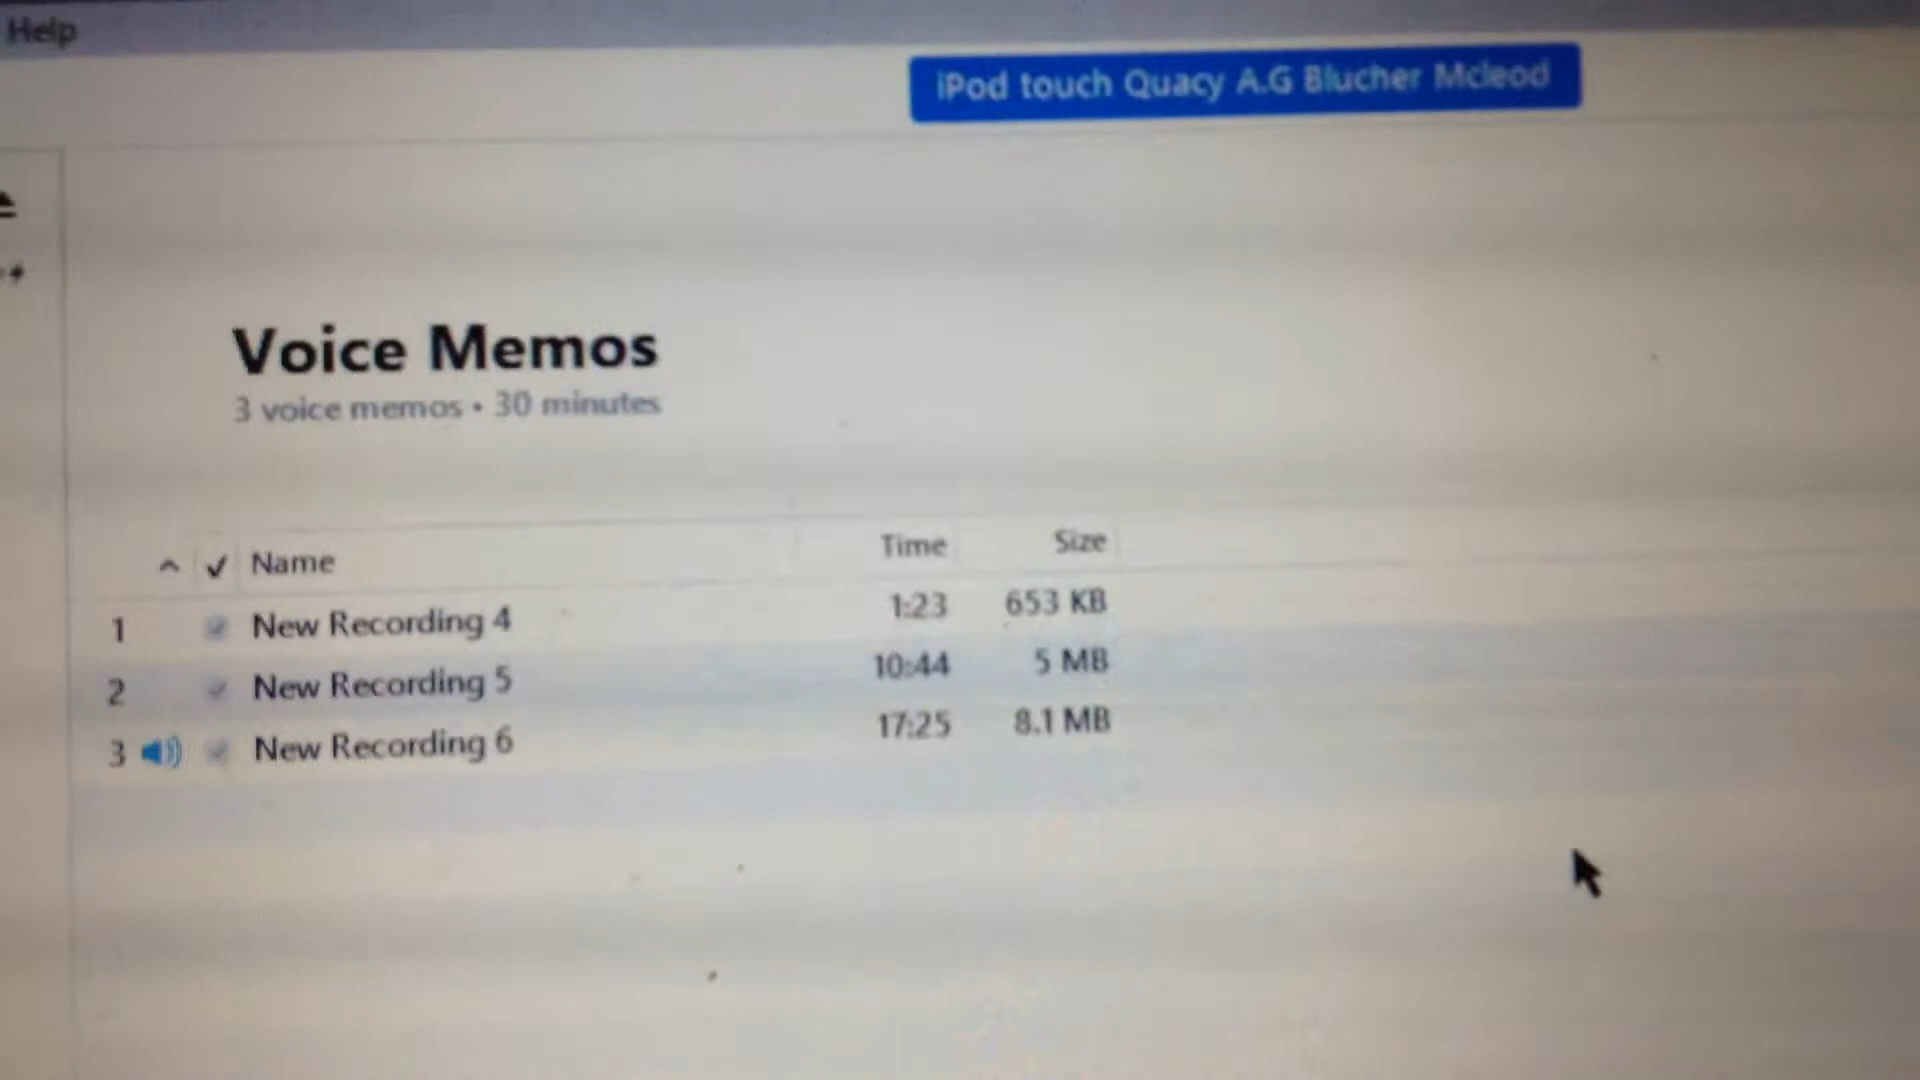 Help
iPod touch Quacy A.G Blucher Mcleod
Voice Memos
3 voice memos • 30 minutes
Name Time Size
1 New Recording 4 1:23 653 KB
2 New Recording 5 10:44 5 MB
3 New Recording 6 17:25 8.1 MB